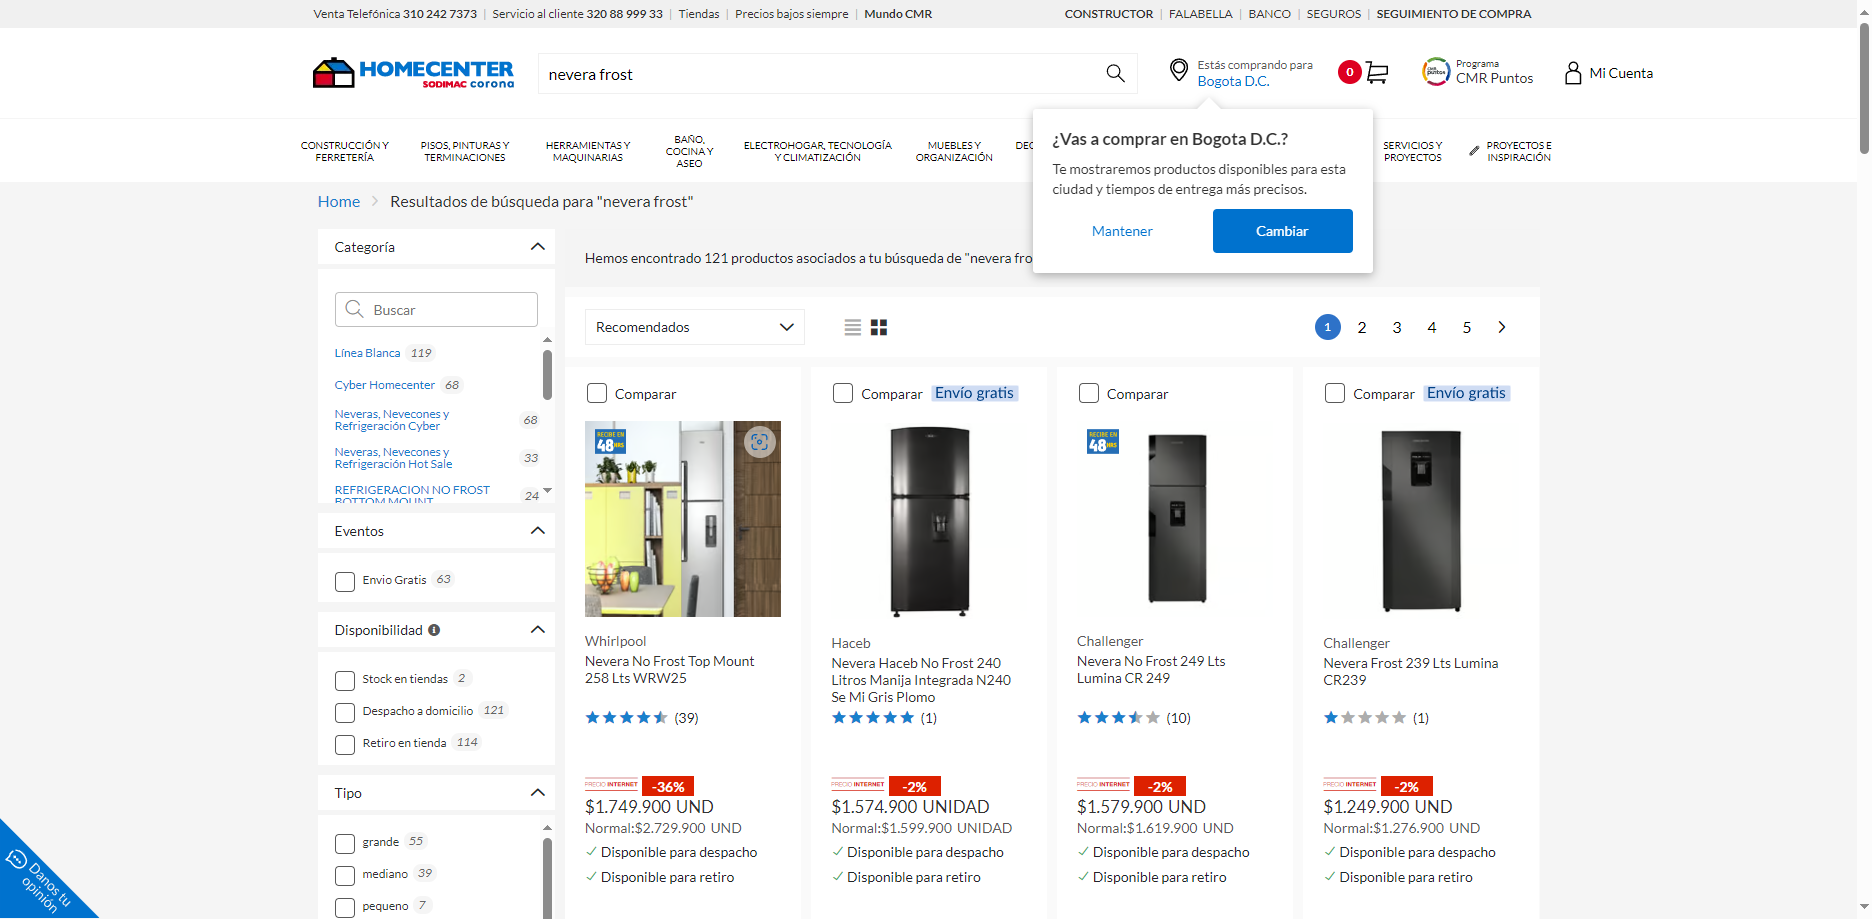 Venta Telefónica 310 242 7373 | Servicio al cliente 320 88 999 33 | Tiendas | Precios bajos siempre | Mundo CMR
CONSTRUCTOR | FALABELLA | BANCO | SEGUROS | SEGUIMIENTO DE COMPRA
HOMECENTER
SODIMAC corona
nevera frost
Estás comprando para
Bogota D.C.
0
Programa
CMR Puntos
Mi Cuenta
CONSTRUCCIÓN Y
FERRETERÍA
PISOS, PINTURAS Y
TERMINACIONES
HERRAMIENTAS Y
MAQUINARIAS
BAÑO,
COCINA Y
ASEO
ELECTROHOGAR, TECNOLOGÍA
Y CLIMATIZACIÓN
MUEBLES Y
ORGANIZACIÓN
SERVICIOS Y
PROYECTOS
PROYECTOS E
INSPIRACIÓN
¿Vas a comprar en Bogota D.C.?
Te mostraremos productos disponibles para esta
ciudad y tiempos de entrega más precisos.
Mantener
Cambiar
Home > Resultados de búsqueda para "nevera frost"
Categoría
Buscar
Línea Blanca 119
Cyber Homecenter 68
Neveras, Nevecones y
Refrigeración Cyber 68
Neveras, Nevecones y
Refrigeración Hot Sale 33
REFRIGERACION NO FROST
BOTTOM MOUNT 24
Eventos
Envio Gratis 63
Disponibilidad
Stock en tiendas 2
Despacho a domicilio 121
Retiro en tienda 114
Tipo
grande 55
mediano 39
pequeno 7
Danos tu
opinión
Hemos encontrado 121 productos asociados a tu búsqueda de "nevera fro
Recomendados
1 2 3 4 5
Comparar
RECIBE EN
48 HRS
Whirlpool
Nevera No Frost Top Mount
258 Lts WRW25
(39)
PRECIO INTERNET -36%
$1.749.900 UND
Normal:$2.729.900 UND
Disponible para despacho
Disponible para retiro
Comparar Envío gratis
Haceb
Nevera Haceb No Frost 240
Litros Manija Integrada N240
Se Mi Gris Plomo
(1)
PRECIO INTERNET -2%
$1.574.900 UNIDAD
Normal:$1.599.900 UNIDAD
Disponible para despacho
Disponible para retiro
Comparar
RECIBE EN
48 HRS
Challenger
Nevera No Frost 249 Lts
Lumina CR 249
(10)
PRECIO INTERNET -2%
$1.579.900 UND
Normal:$1.619.900 UND
Disponible para despacho
Disponible para retiro
Comparar Envío gratis
Challenger
Nevera Frost 239 Lts Lumina
CR239
(1)
PRECIO INTERNET -2%
$1.249.900 UND
Normal:$1.276.900 UND
Disponible para despacho
Disponible para retiro